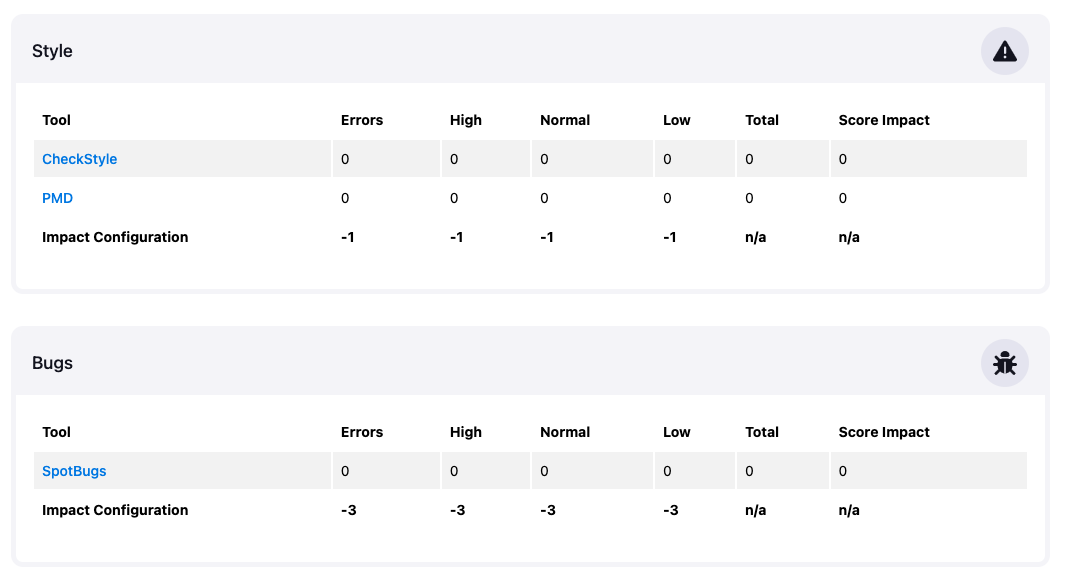 Style
Tool Errors High Normal Low Total Score Impact
CheckStyle 0 0 0 0 0 0
PMD 0 0 0 0 0 0
Impact Configuration -1 -1 -1 -1 n/a n/a
Bugs
Tool Errors High Normal Low Total Score Impact
SpotBugs 0 0 0 0 0 0
Impact Configuration -3 -3 -3 -3 n/a n/a